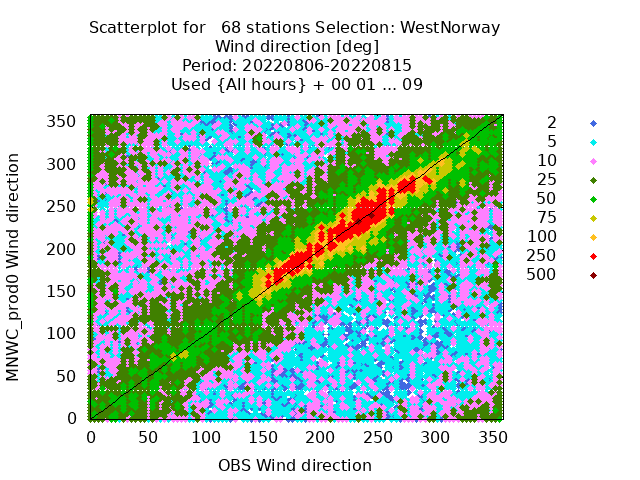 Scatterplot for   68 stations Selection: WestNorway
Wind direction [deg]
Period: 20220806-20220815
Used {All hours} + 00 01 ... 09
350
300
250
200
150
100
50
0
MNWC_prod0 Wind direction
0 50 100 150 200 250 300 350
OBS Wind direction
2
5
10
25
50
75
100
250
500